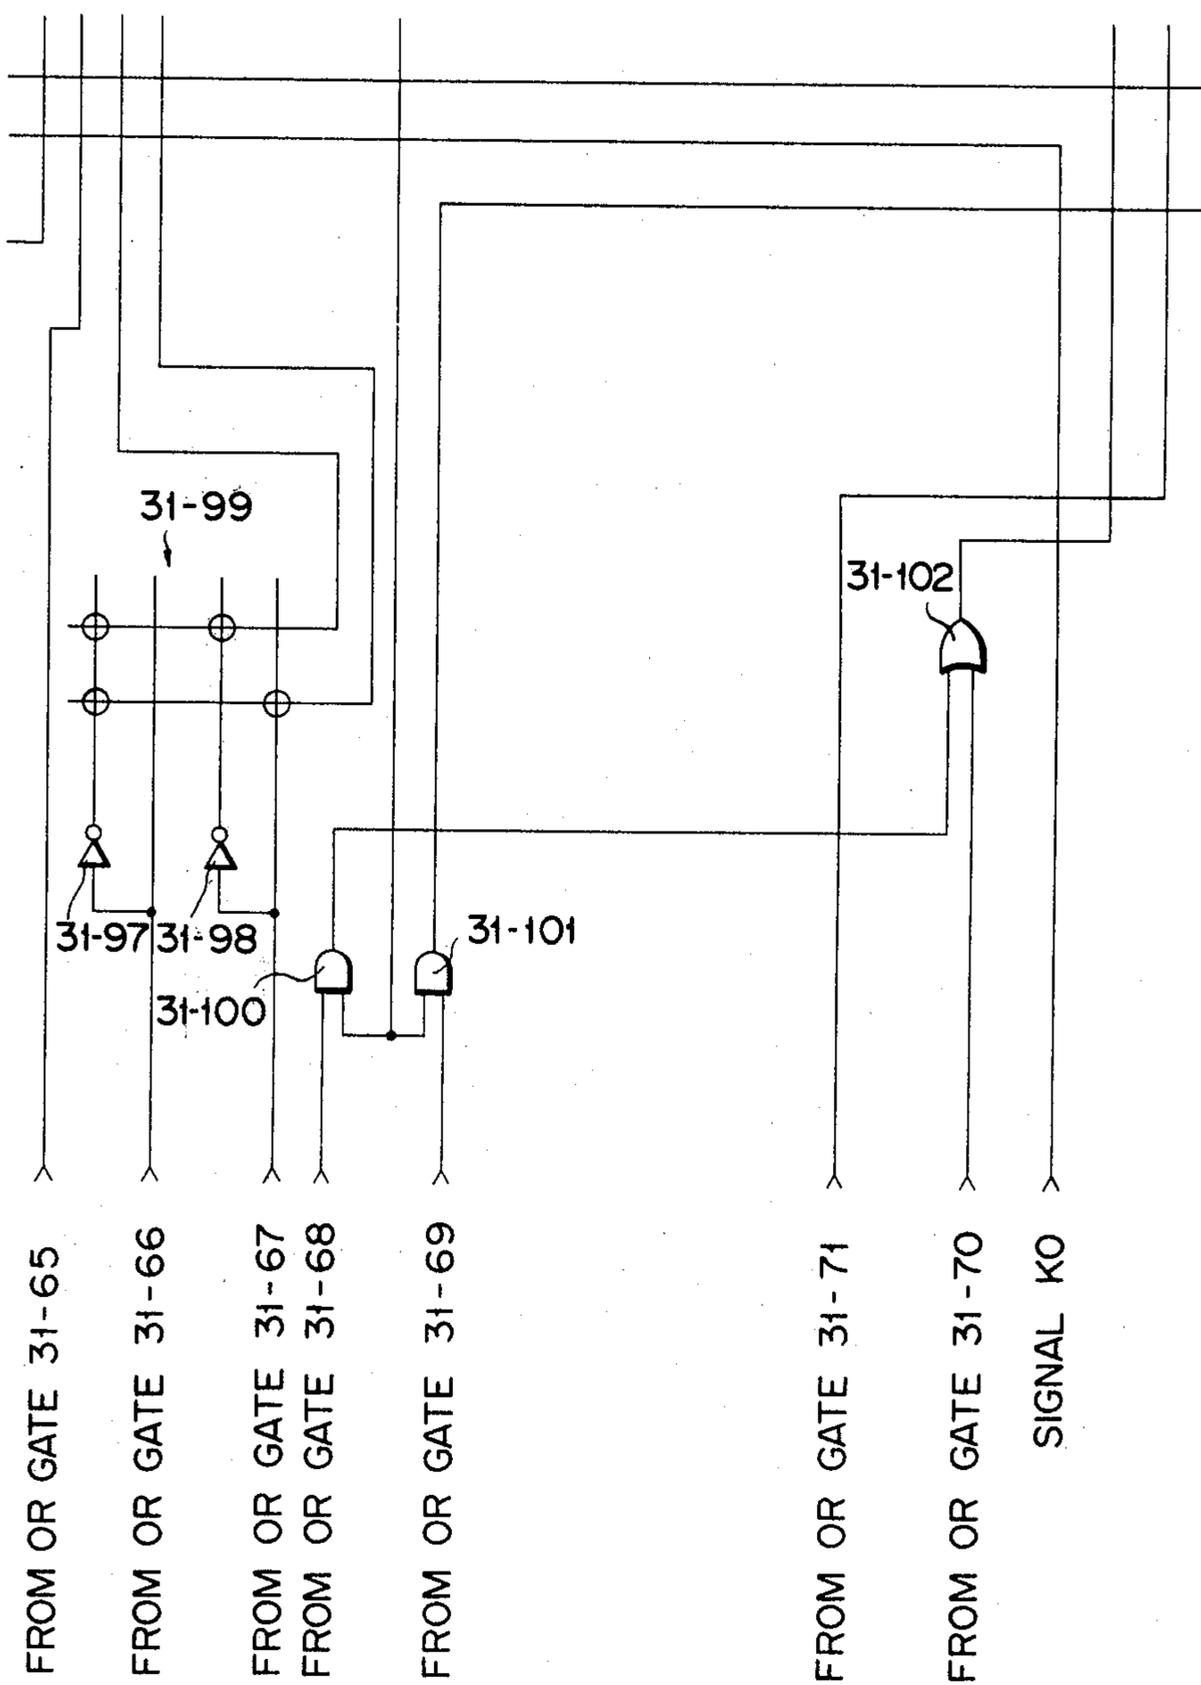 31-99
31-102
31-97
31-98
31-101
31-100
FROM OR GATE 31-65
FROM OR GATE 31-66
FROM OR GATE 31-67
FROM OR GATE 31-68
FROM OR GATE 31-69
FROM OR GATE 31-71
FROM OR GATE 31-70
SIGNAL KO